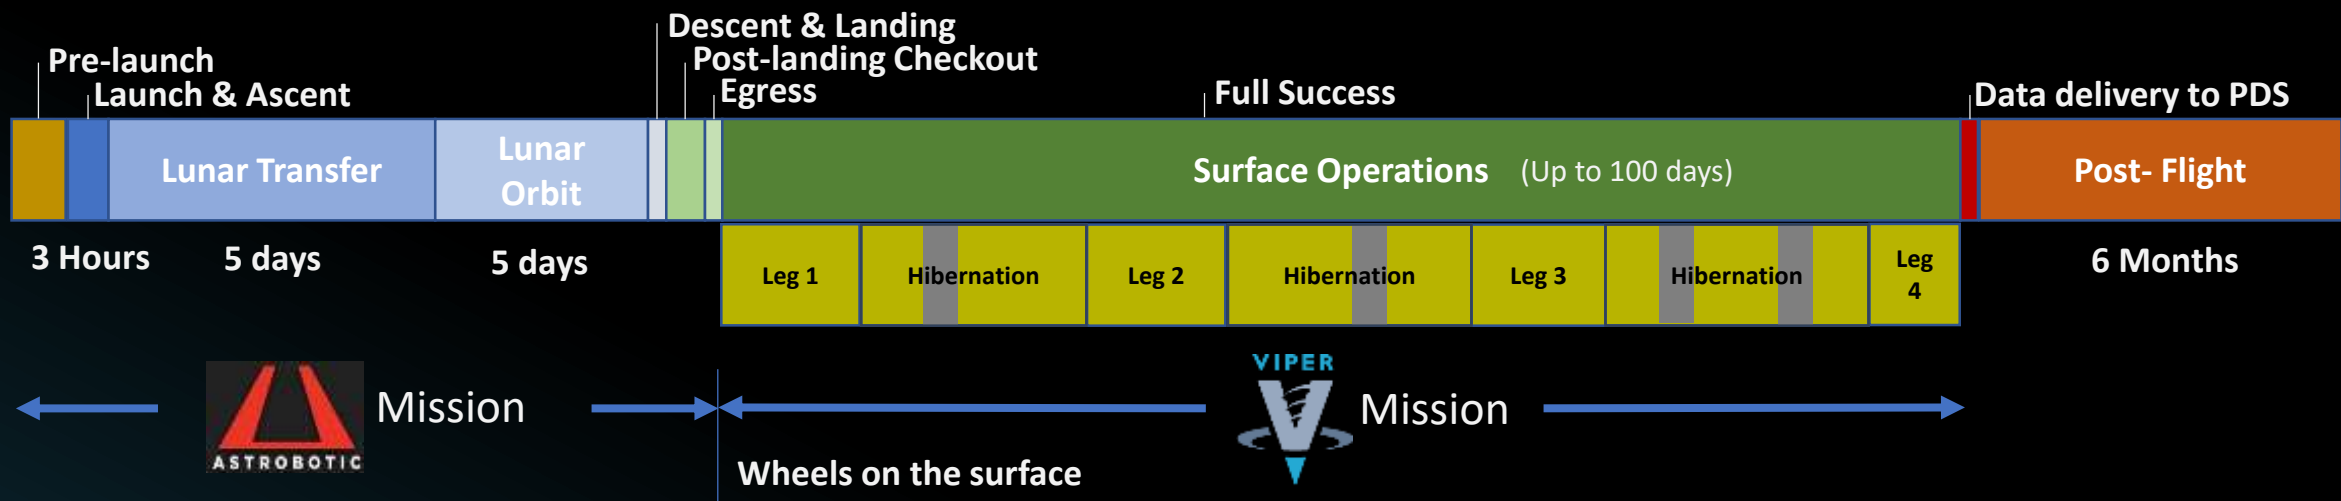 Pre-launch
Launch & Ascent
Descent & Landing
Post-landing Checkout
Egress
Full Success
Data delivery to PDS
Lunar Transfer
Lunar
Orbit
Surface Operations (Up to 100 days)
Post- Flight
3 Hours
5 days
5 days
6 Months
Leg 1
Hibernation
Leg 2
Hibernation
Leg 3
Hibernation
Leg
4
ASTROBOTIC
Mission
VIPER
Mission
Wheels on the surface